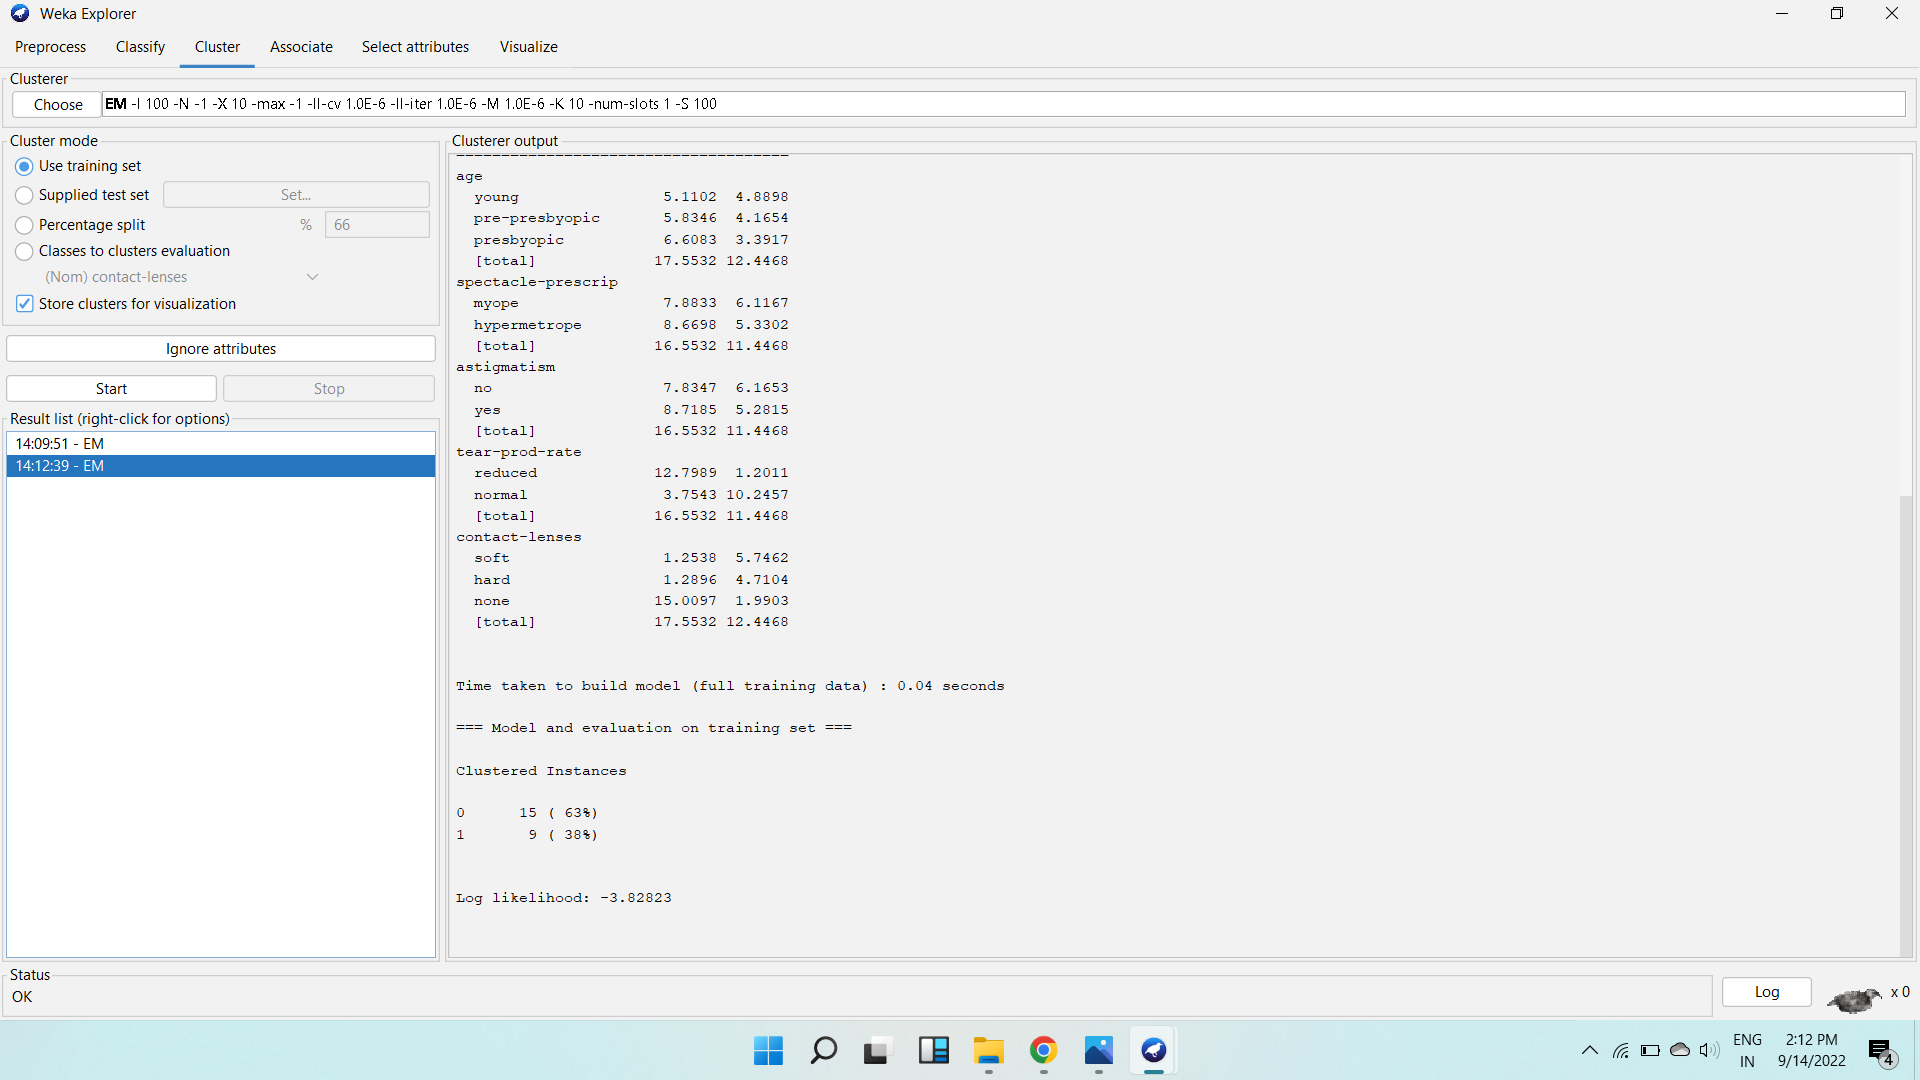 Weka Explorer
Preprocess Classify Cluster Associate Select attributes Visualize
Clusterer
Choose EM -I 100 -N -1 -X 10 -max -1 -ll-cv 1.0E-6 -ll-iter 1.0E-6 -M 1.0E-6 -K 10 -num-slots 1 -S 100
Cluster mode
Use training set
Supplied test set Set...
Percentage split % 66
Classes to clusters evaluation
(Nom) contact-lenses
Store clusters for visualization
Ignore attributes
Start Stop
Result list (right-click for options)
14:09:51 - EM
14:12:39 - EM
Clusterer output
age
young 5.1102 4.8898
pre-presbyopic 5.8346 4.1654
presbyopic 6.6083 3.3917
[total] 17.5532 12.4468
spectacle-prescrip
myope 7.8833 6.1167
hypermetrope 8.6698 5.3302
[total] 16.5532 11.4468
astigmatism
no 7.8347 6.1653
yes 8.7185 5.2815
[total] 16.5532 11.4468
tear-prod-rate
reduced 12.7989 1.2011
normal 3.7543 10.2457
[total] 16.5532 11.4468
contact-lenses
soft 1.2538 5.7462
hard 1.2896 4.7104
none 15.0097 1.9903
[total] 17.5532 12.4468
Time taken to build model (full training data) : 0.04 seconds
=== Model and evaluation on training set ===
Clustered Instances
0 15 ( 63%)
1 9 ( 38%)
Log likelihood: -3.82823
Status
OK
Log
x 0
ENG
IN
2:12 PM
9/14/2022
4